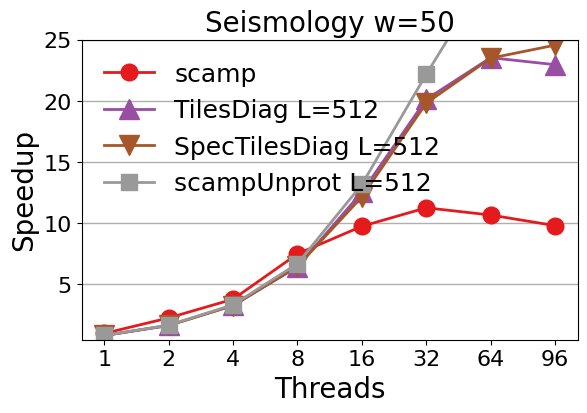 Seismology w=50
Speedup
25
20
15
10
5
scamp
TilesDiag L=512
SpecTilesDiag L=512
scampUnprot L=512
1 2 4 8 16 32 64 96
Threads